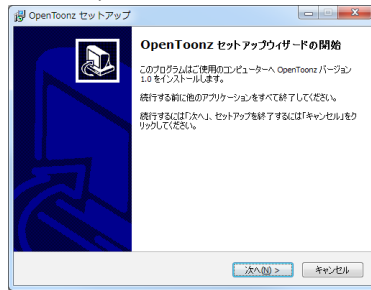 OpenToonz セットアップ
OpenToonz セットアップウィザードの開始
このプログラムはご使用のコンピューターへ OpenToonz バージョン
1.0 をインストールします。
続行する前に他のアプリケーションをすべて終了してください。
続行するには「次へ」、セットアップを終了するには「キャンセル」をク
リックしてください。
次へ(N) >
キャンセル